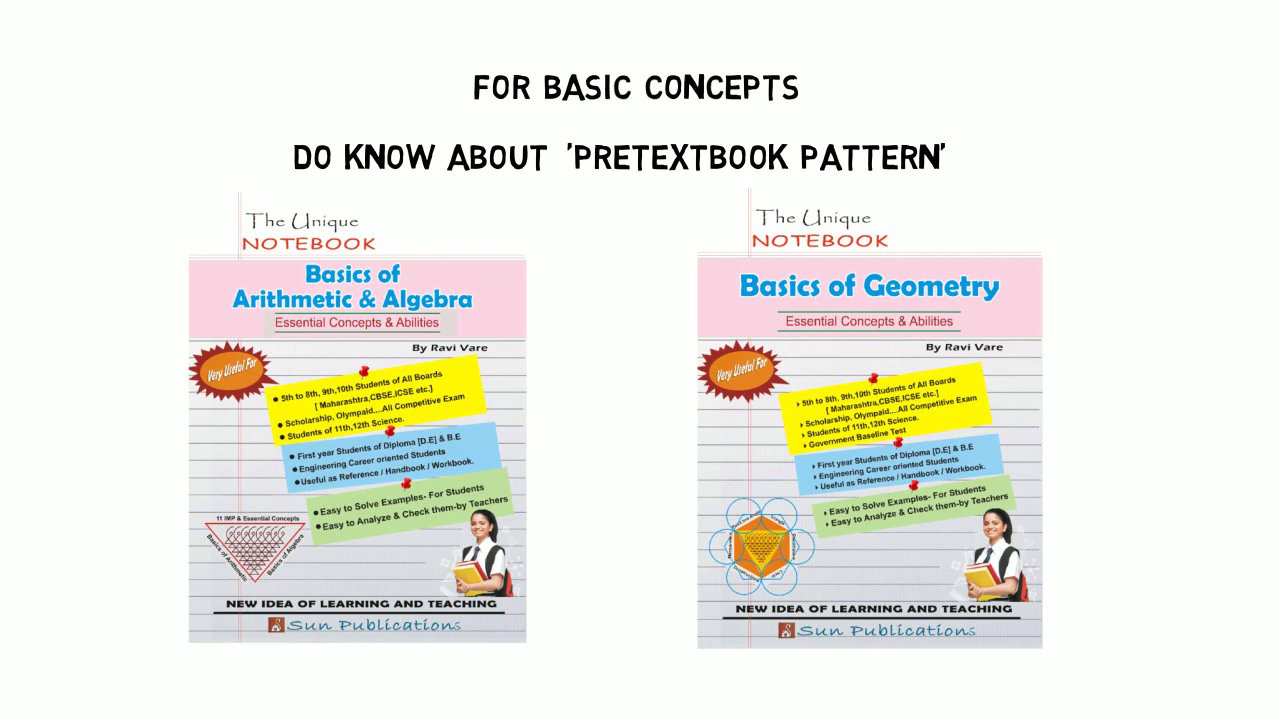 FOR BASIC CONCEPTS
DO KNOW ABOUT 'PRETEXTBOOK PATTERN'
The Unique
NOTEBOOK
Basics of
Arithmetic & Algebra
Essential Concepts & Abilities
By Ravi Vare
Very Useful For
5th to 8th, 9th,10th Students of All Boards
[ Maharashtra,CBSE,ICSE etc.]
Scholarship, Olympaid....All Competitive Exam
Students of 11th,12th Science.
First year Students of Diploma [D.E] & B.E
Engineering Career oriented Students
Useful as Reference / Handbook / Workbook.
Easy to Solve Examples- For Students
Easy to Analyze & Check them-by Teachers
11 IMP & Essential Concepts
Basics of Arithmetic
Basics of Algebra
NEW IDEA OF LEARNING AND TEACHING
Sun Publications
The Unique
NOTEBOOK
Basics of Geometry
Essential Concepts & Abilities
By Ravi Vare
Very Useful For
5th to 8th, 9th,10th Students of All Boards
[ Maharashtra,CBSE,ICSE etc.]
Scholarship, Olympaid....All Competitive Exam
Students of 11th,12th Science.
Government Baseline Test
First year Students of Diploma [D.E] & B.E
Engineering Career oriented Students
Useful as Reference / Handbook / Workbook.
Easy to Solve Examples- For Students
Easy to Analyze & Check them-by Teachers
NEW IDEA OF LEARNING AND TEACHING
Sun Publications